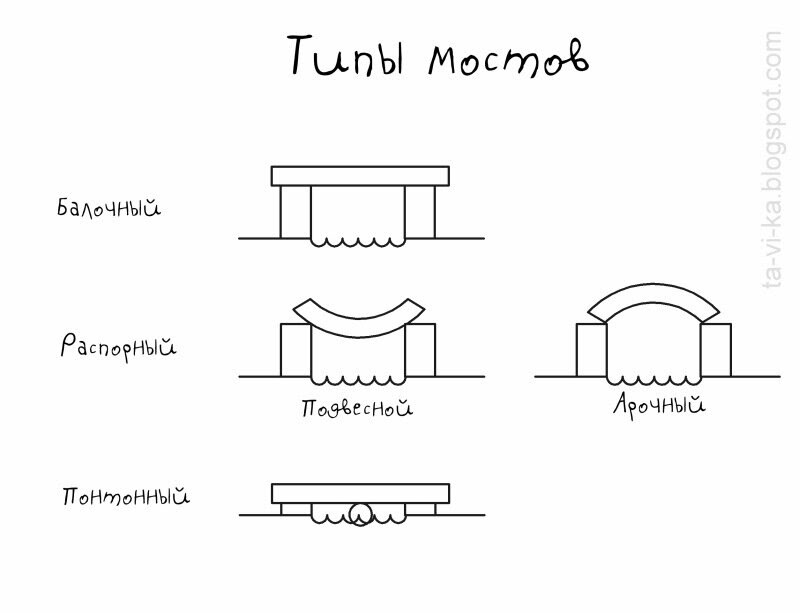 Типы мостов
Балочный
Распорный
Подвесной
Арочный
Понтонный
ta-vi-ka.blogspot.com